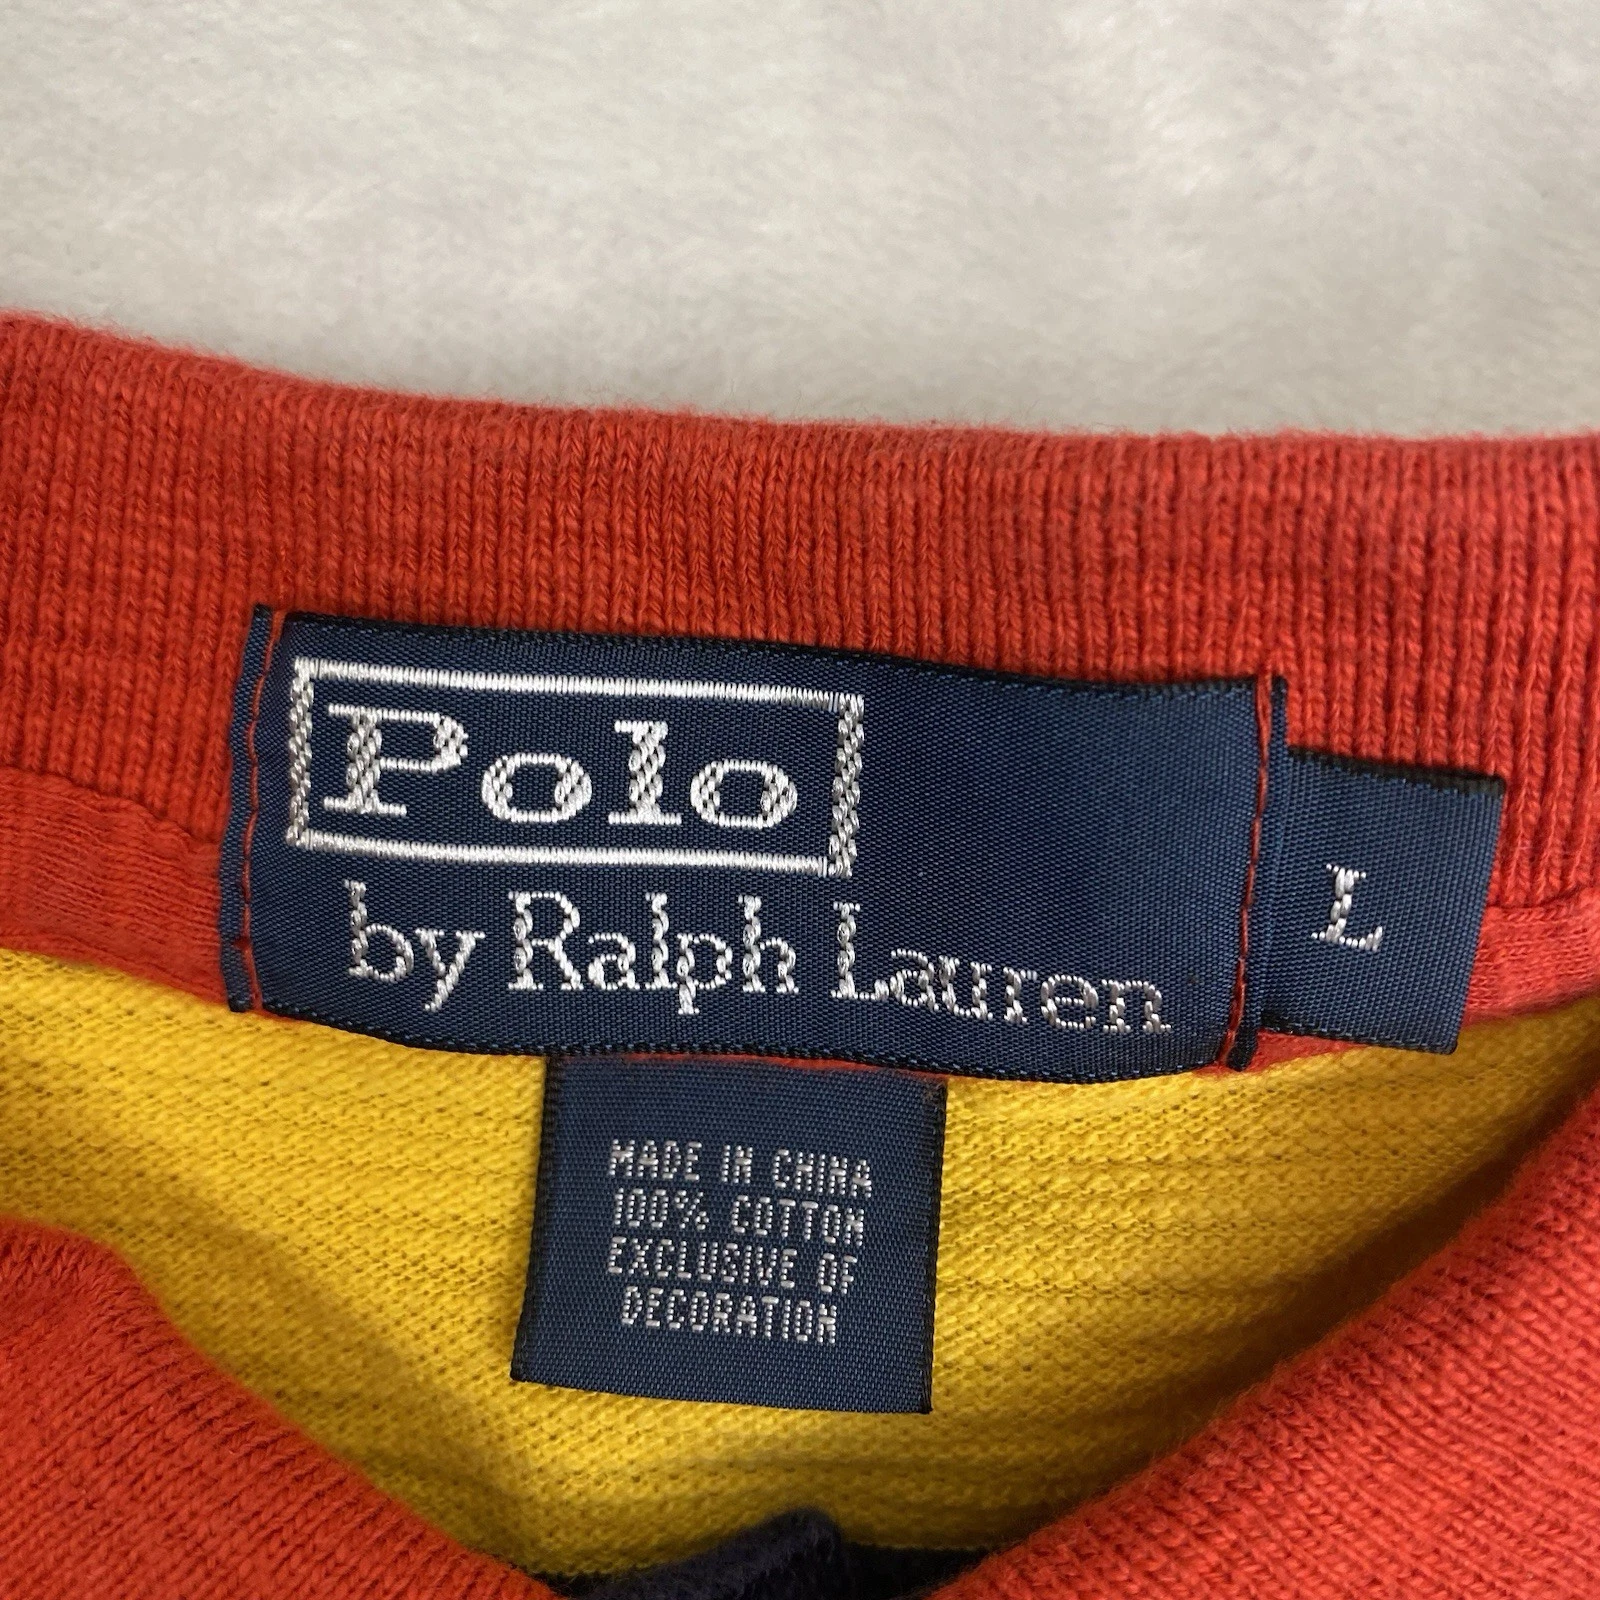 Polo
by Ralph Lauren
L
MADE IN CHINA
100% COTTON
EXCLUSIVE OF
DECORATION